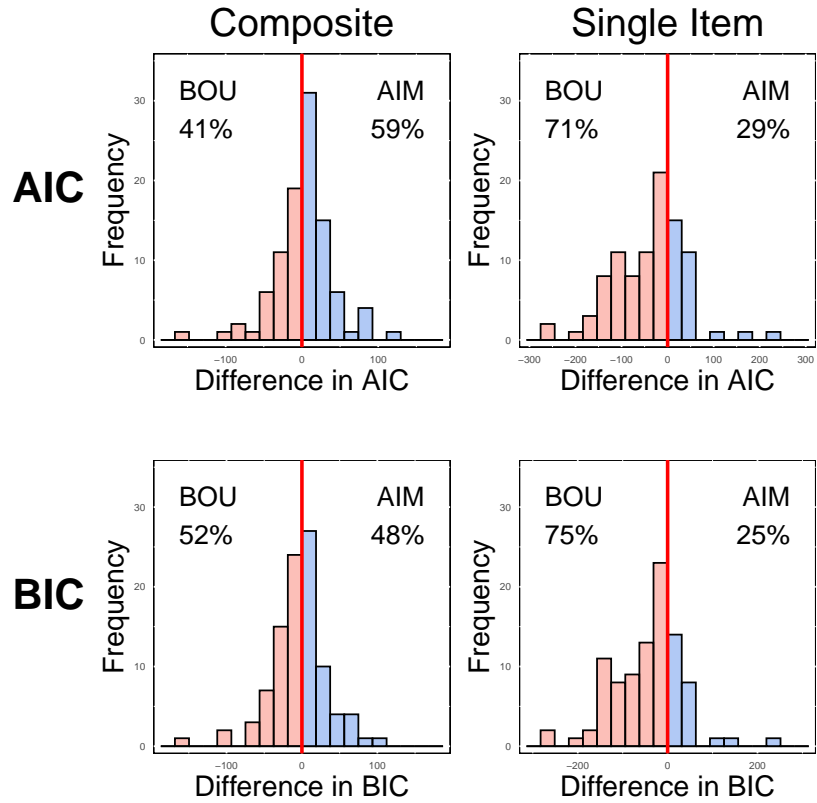 Composite
Single Item
AIC
Frequency
30
20
10
0
BOU
41%
AIM
59%
−100
0
100
Difference in AIC
Frequency
30
20
10
0
BOU
71%
AIM
29%
−300
−200
−100
0
100
200
300
Difference in AIC
BIC
Frequency
30
20
10
0
BOU
52%
AIM
48%
−100
0
100
Difference in BIC
Frequency
30
20
10
0
BOU
75%
AIM
25%
−200
0
200
Difference in BIC